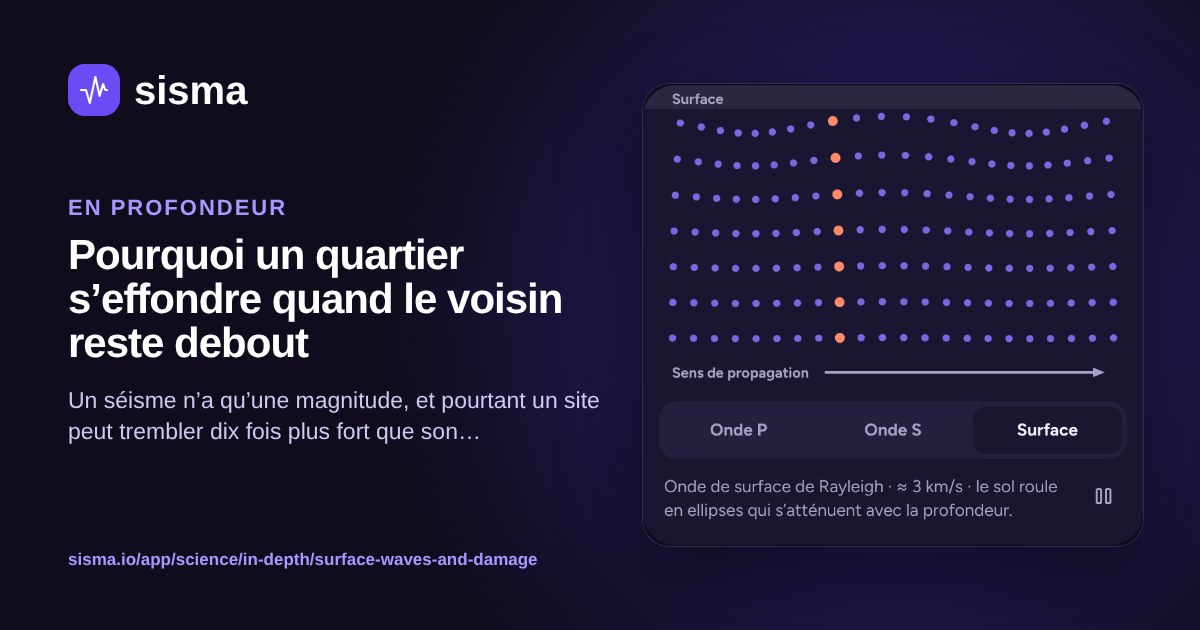 sisma
EN PROFONDEUR
Pourquoi un quartier
s’effondre quand le voisin
reste debout
Un séisme n’a qu’une magnitude, et pourtant un site
peut trembler dix fois plus fort que son…
sisma.io/app/science/in-depth/surface-waves-and-damage
Surface
Sens de propagation
Onde P
Onde S
Surface
Onde de surface de Rayleigh · ≈ 3 km/s · le sol roule
en ellipses qui s’atténuent avec la profondeur.